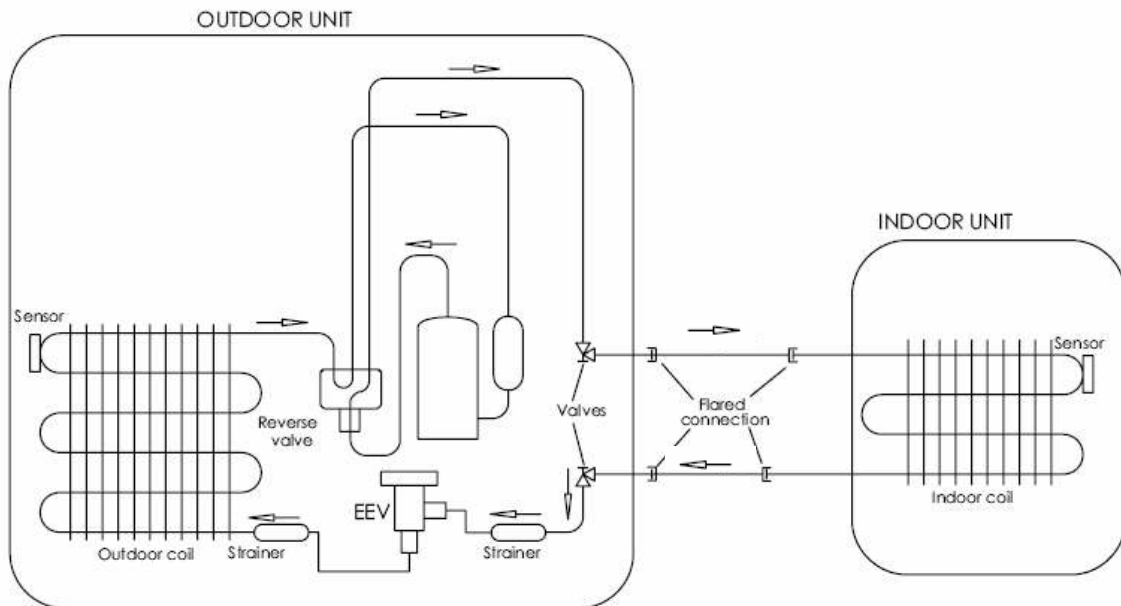 OUTDOOR UNIT
INDOOR UNIT
Sensor
Sensor
Reverse
valve
Valves
Flared
connection
EEV
Indoor coil
Outdoor coil
Strainer
Strainer